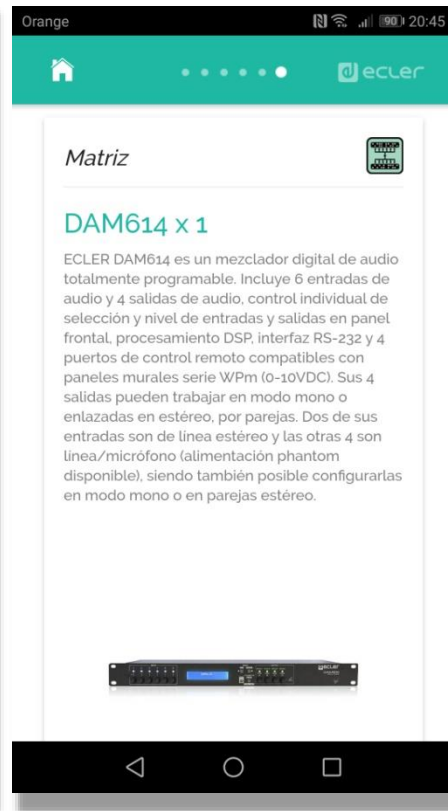 Orange 90 20:45
ecler
Matriz
DAM614 x 1
ECLER DAM614 es un mezclador digital de audio
totalmente programable. Incluye 6 entradas de
audio y 4 salidas de audio, control individual de
selección y nivel de entradas y salidas en panel
frontal, procesamiento DSP, interfaz RS-232 y 4
puertos de control remoto compatibles con
paneles murales serie WPm (0-10VDC). Sus 4
salidas pueden trabajar en modo mono o
enlazadas en estéreo, por parejas. Dos de sus
entradas son de línea estéreo y las otras 4 son
línea/micrófono (alimentación phantom
disponible), siendo también posible configurarlas
en modo mono o en parejas estéreo.
ecler